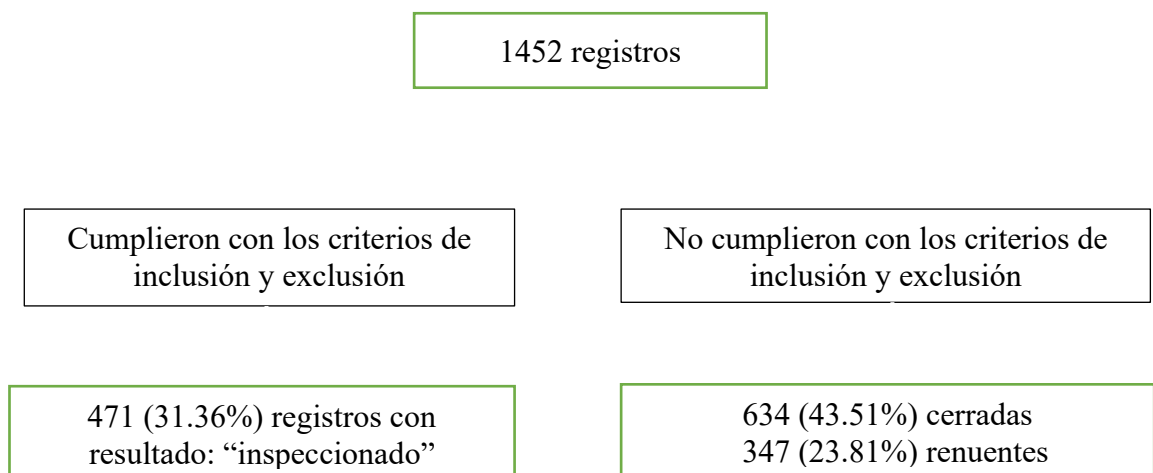 1452 registros
Cumplieron con los criterios de
inclusión y exclusión
No cumplieron con los criterios de
inclusión y exclusión
471 (31.36%) registros con
resultado: “inspeccionado”
634 (43.51%) cerradas
347 (23.81%) renuentes